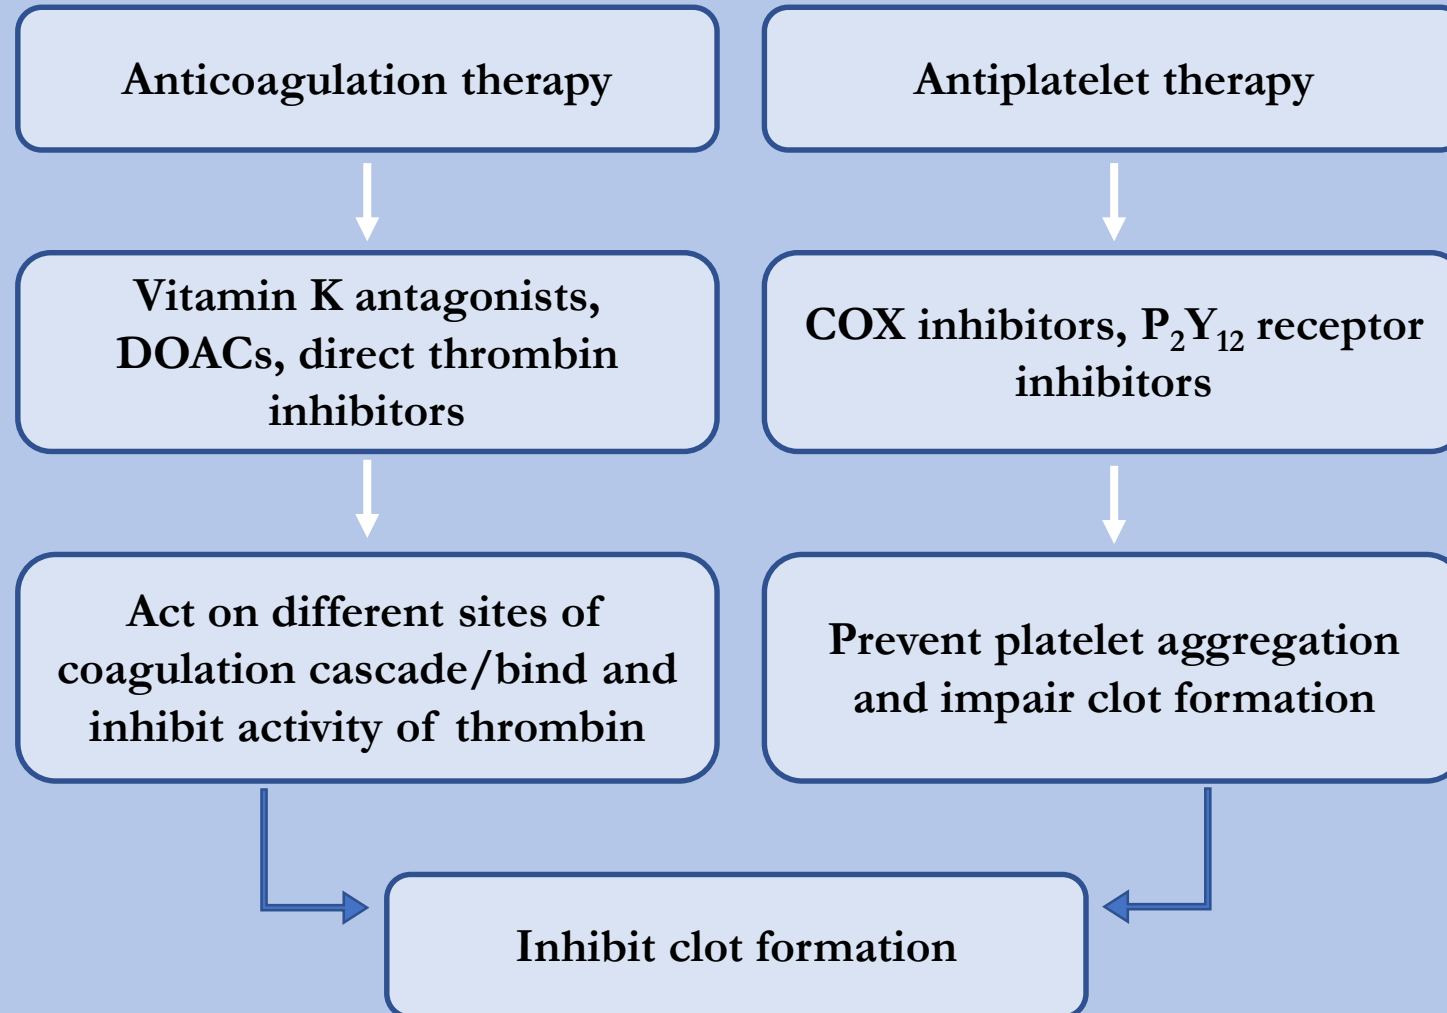 Anticoagulation therapy
Antiplatelet therapy
Vitamin K antagonists,
DOACs, direct thrombin
inhibitors
COX inhibitors, P₂Y₁₂ receptor
inhibitors
Act on different sites of
coagulation cascade/bind and
inhibit activity of thrombin
Prevent platelet aggregation
and impair clot formation
Inhibit clot formation